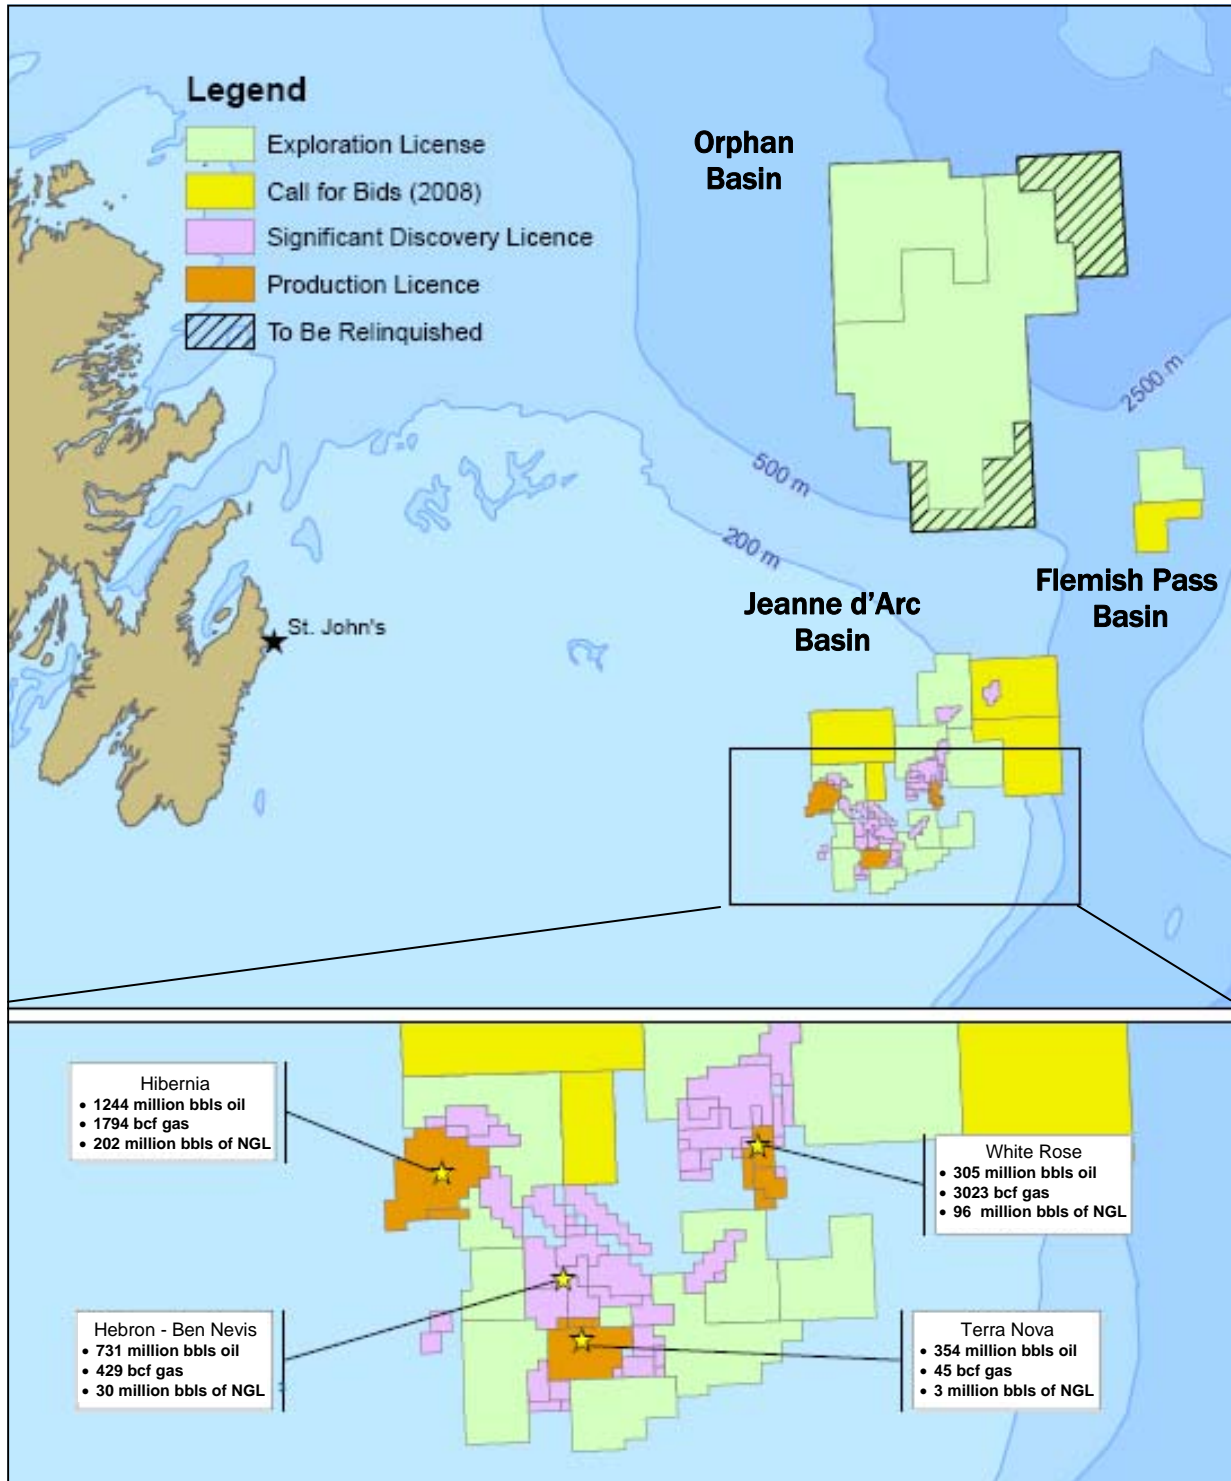 Legend
Exploration License
Call for Bids (2008)
Significant Discovery Licence
Production Licence
To Be Relinquished
Orphan
Basin
2500 m
500 m
200 m
Flemish Pass
Basin
Jeanne d'Arc
Basin
St. John's
Hibernia
• 1244 million bbls oil
• 1794 bcf gas
• 202 million bbls of NGL
White Rose
• 305 million bbls oil
• 3023 bcf gas
• 96 million bbls of NGL
Hebron - Ben Nevis
• 731 million bbls oil
• 429 bcf gas
• 30 million bbls of NGL
Terra Nova
• 354 million bbls oil
• 45 bcf gas
• 3 million bbls of NGL